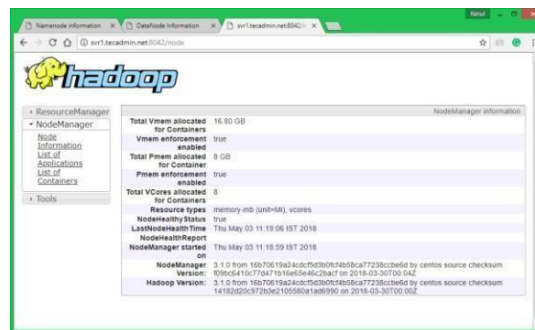 Rahul
Namenode information
DataNode Information
svr1.tecadmin.net:8042/n
svr1.tecadmin.net:8042/node
hadoop
ResourceManager
NodeManager
Node
Information
List of
Applications
List of
Containers
Tools
NodeManager information
Total Vmem allocated for Containers 16.80 GB
Vmem enforcement enabled true
Total Pmem allocated for Container 8 GB
Pmem enforcement enabled true
Total VCores allocated for Containers 8
Resource types memory-mb (unit=Mi), vcores
NodeHealthyStatus true
LastNodeHealthTime Thu May 03 11:19:06 IST 2018
NodeHealthReport
NodeManager started on Thu May 03 11:18:59 IST 2018
NodeManager Version: 3.1.0 from 16b70619a24cdcf5d3b0fcf4b58ca77238ccbe6d by centos source checksum
on 2018-03-30T00:04Z
Hadoop Version: 3.1.0 from 16b70619a24cdcf5d3b0fcf4b58ca77238ccbe6d by centos source checksum
14182d20c972b3e2105580a1ad6990 on 2018-03-30T00:00Z